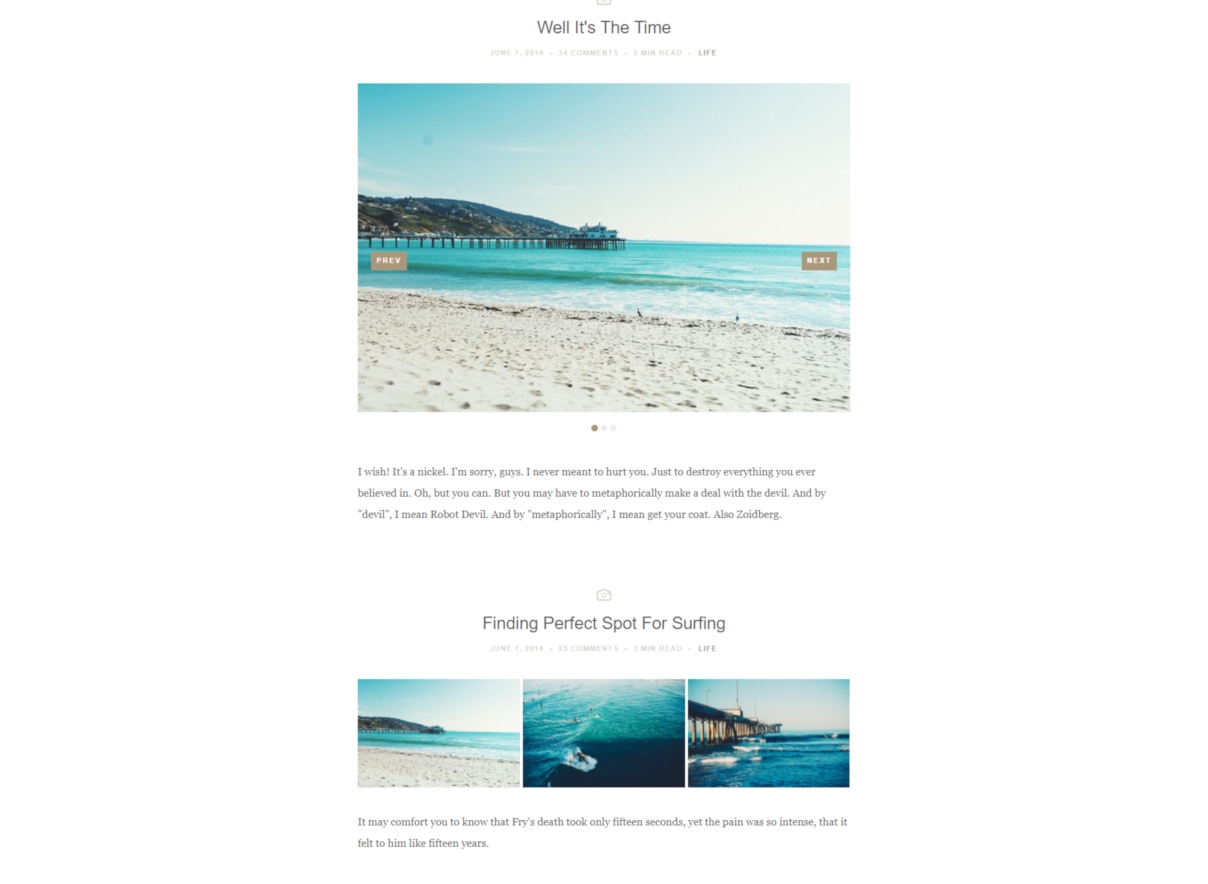 Well It's The Time
JUNE 7, 2014 • 34 COMMENTS • 3 MIN READ • LIFE
PREV
NEXT
I wish! It's a nickel. I'm sorry, guys. I never meant to hurt you. Just to destroy everything you ever
believed in. Oh, but you can. But you may have to metaphorically make a deal with the devil. And by
"devil", I mean Robot Devil. And by "metaphorically", I mean get your coat. Also Zoidberg.
Finding Perfect Spot For Surfing
JUNE 7, 2014 • 83 COMMENTS • 3 MIN READ • LIFE
It may comfort you to know that Fry's death took only fifteen seconds, yet the pain was so intense, that it
felt to him like fifteen years.